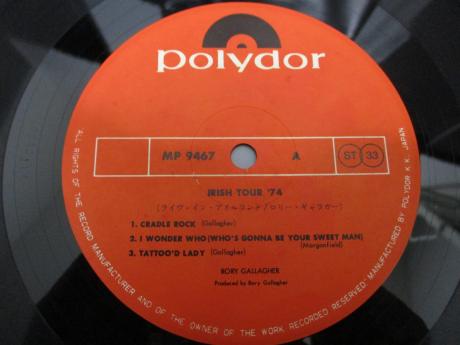 polydor
MP 9467 A ST 33
IRISH TOUR '74
(ライヴ・イン・アイルランド/ロリー・ギャラガー)
1. CRADLE ROCK (Gallagher)
2. I WONDER WHO (WHO'S GONNA BE YOUR SWEET MAN)
(Morganfield)
3. TATTOO'D LADY (Gallagher)
RORY GALLAGHER
Produced by Rory Gallagher
ALL RIGHTS OF THE RECORD MANUFACTURER AND OF THE OWNER OF THE WORK RECORDED RESERVED. MANUFACTURED BY POLYDOR K. K., JAPAN